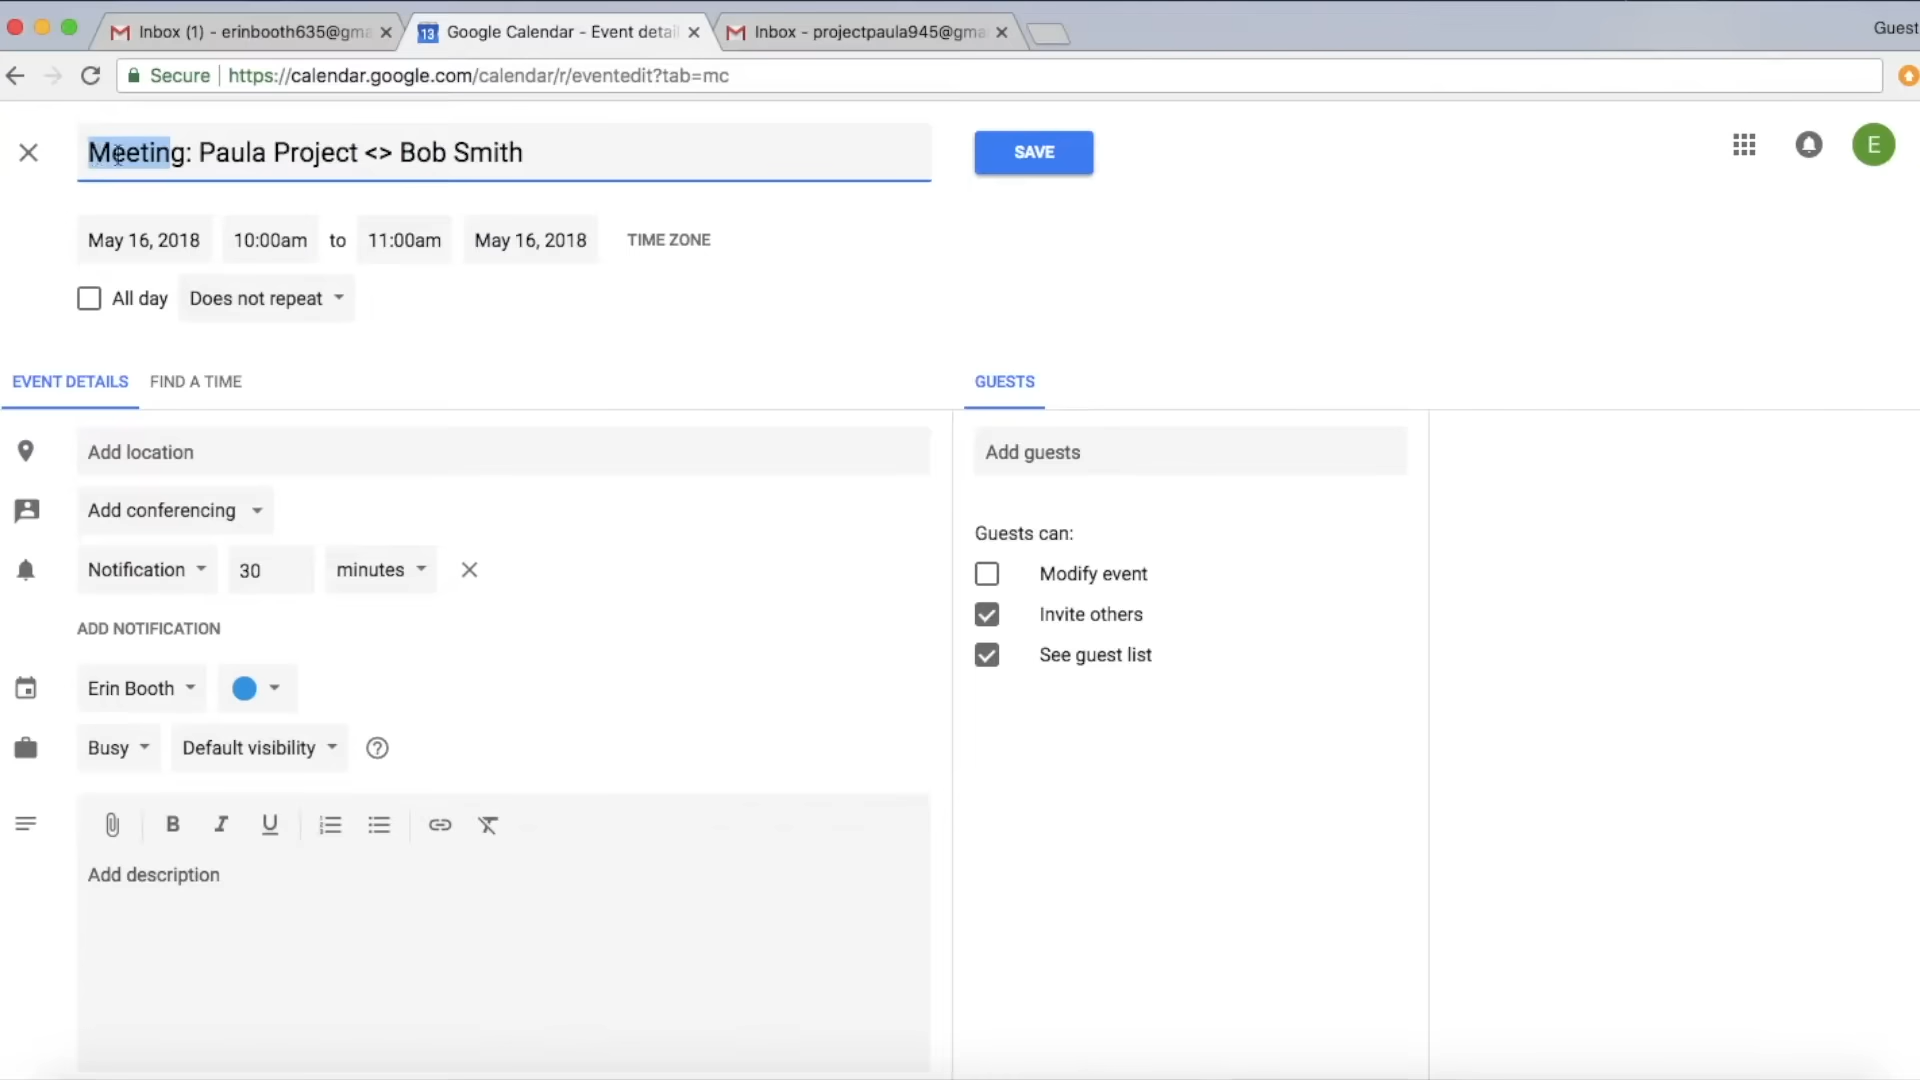 Inbox (1) - erinbooth635@gma
Google Calendar - Event detai
Inbox - projectpaula945@gma
Guest
Secure
https://calendar.google.com/calendar/r/eventedit?tab=mc
Meeting: Paula Project <> Bob Smith
SAVE
E
May 16, 2018
10:00am
to
11:00am
May 16, 2018
TIME ZONE
All day
Does not repeat
EVENT DETAILS
FIND A TIME
GUESTS
Add location
Add guests
Add conferencing
Guests can:
Notification
30
minutes
Modify event
Invite others
ADD NOTIFICATION
See guest list
Erin Booth
Busy
Default visibility
B
I
U
Add description